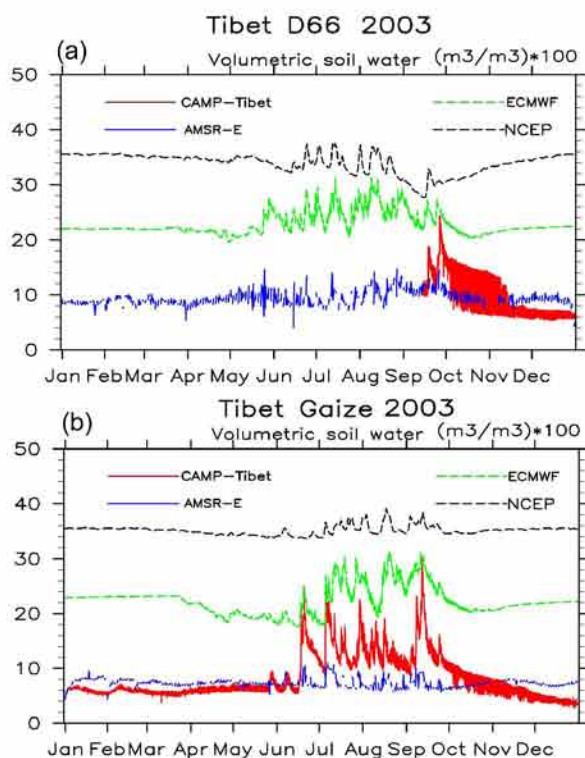 Tibet D66 2003
(a)
Volumetric soil water (m3/m3)*100
50
CAMP-Tibet ECMWF
40
AMSR-E NCEP
30
20
10
0
Jan Feb Mar Apr May Jun Jul Aug Sep Oct Nov Dec
Tibet Gaize 2003
(b)
Volumetric soil water (m3/m3)*100
50
CAMP-Tibet ECMWF
40
AMSR-E NCEP
30
20
10
0
Jan Feb Mar Apr May Jun Jul Aug Sep Oct Nov Dec